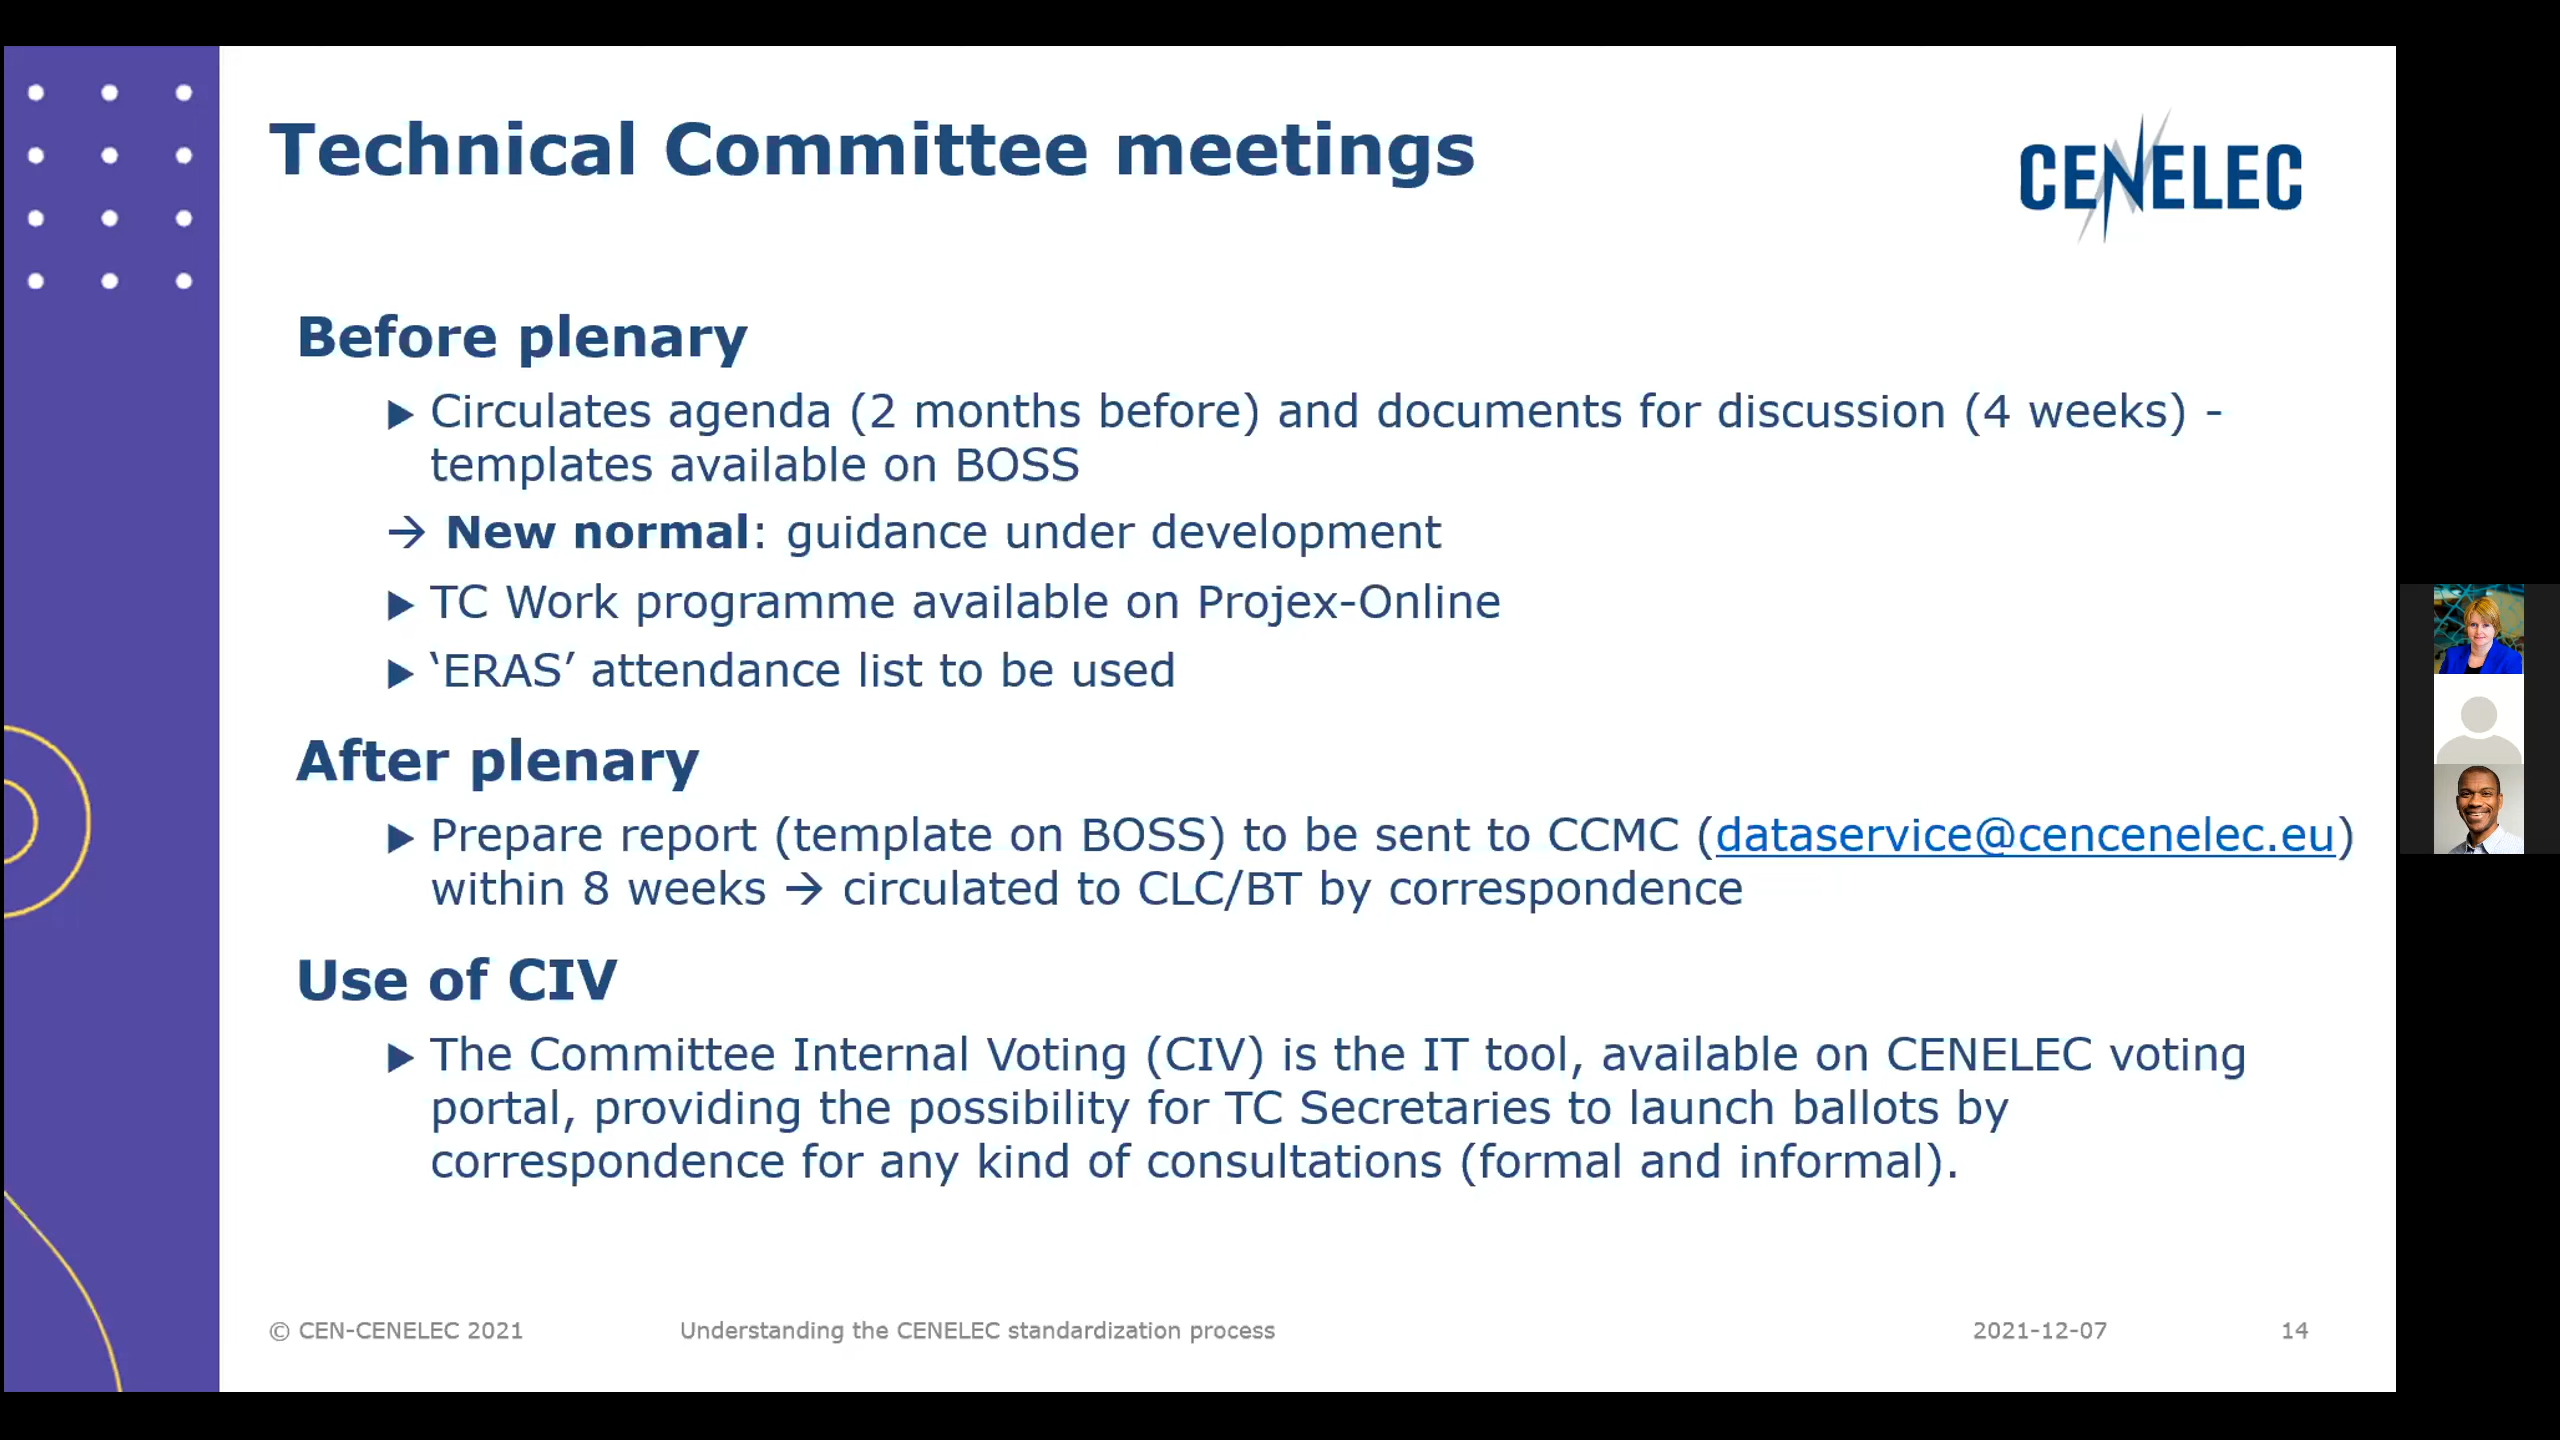 Technical Committee meetings
CENELEC
Before plenary
▶ Circulates agenda (2 months before) and documents for discussion (4 weeks) -
templates available on BOSS
→ New normal: guidance under development
▶ TC Work programme available on Projex-Online
▶ ‘ERAS’ attendance list to be used
After plenary
▶ Prepare report (template on BOSS) to be sent to CCMC (dataservice@cencenelec.eu)
within 8 weeks → circulated to CLC/BT by correspondence
Use of CIV
▶ The Committee Internal Voting (CIV) is the IT tool, available on CENELEC voting
portal, providing the possibility for TC Secretaries to launch ballots by
correspondence for any kind of consultations (formal and informal).
© CEN-CENELEC 2021 Understanding the CENELEC standardization process 2021-12-07 14